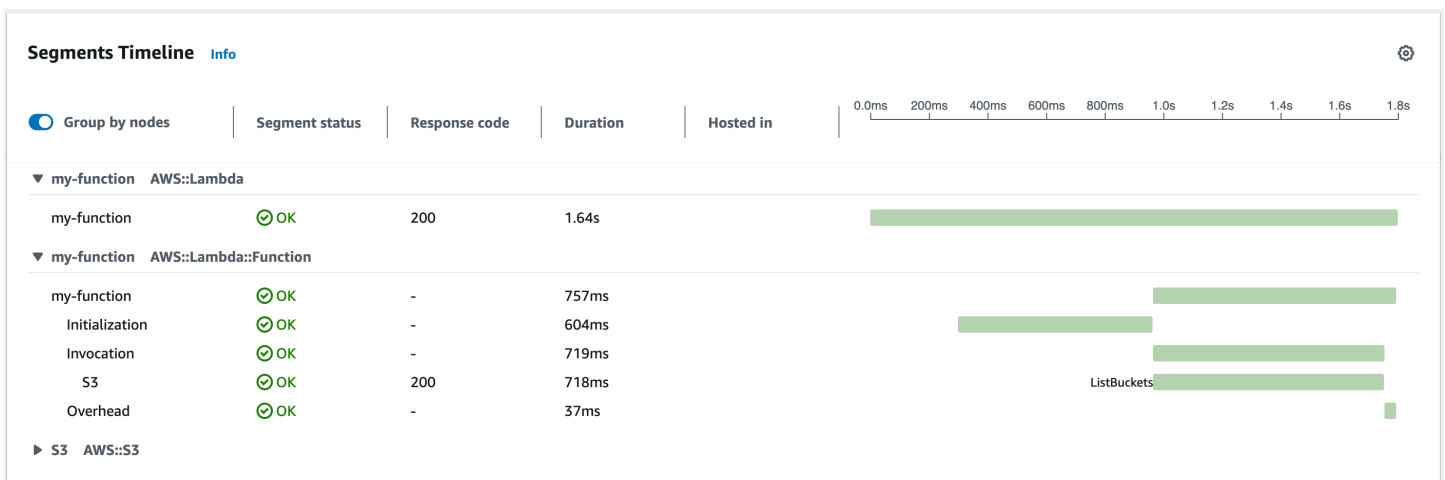 Segments Timeline Info
Group by nodes Segment status Response code Duration Hosted in 0.0ms 200ms 400ms 600ms 800ms 1.0s 1.2s 1.4s 1.6s 1.8s
my-function AWS::Lambda
my-function OK 200 1.64s
my-function AWS::Lambda::Function
my-function OK - 757ms
Initialization OK - 604ms
Invocation OK - 719ms
S3 OK 200 718ms ListBuckets
Overhead OK - 37ms
S3 AWS::S3